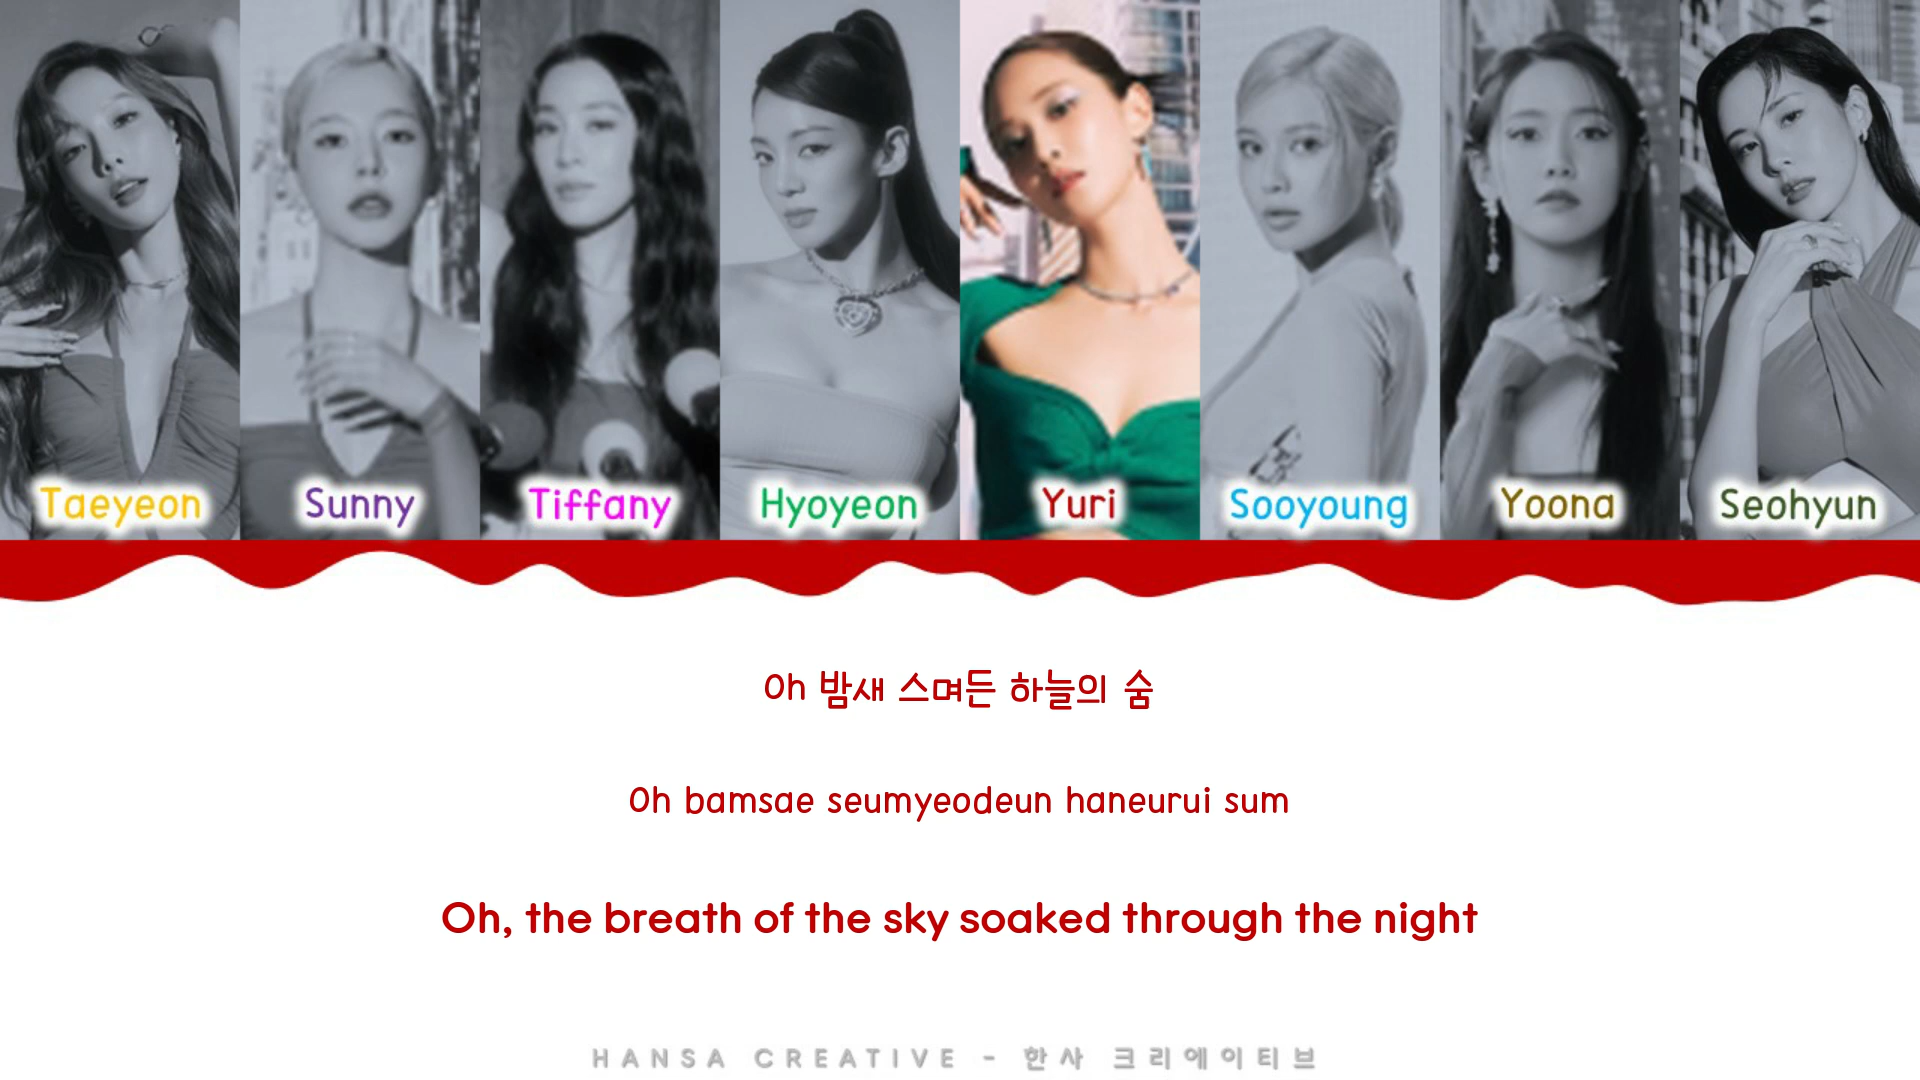 Taeyeon Sunny Tiffany Hyoyeon Yuri Sooyoung Yoona Seohyun
Oh 밤새 스며든 하늘의 숨
Oh bamsae seumyeodeun haneurui sum
Oh, the breath of the sky soaked through the night
HANSA CREATIVE - 한사 크리에이티브